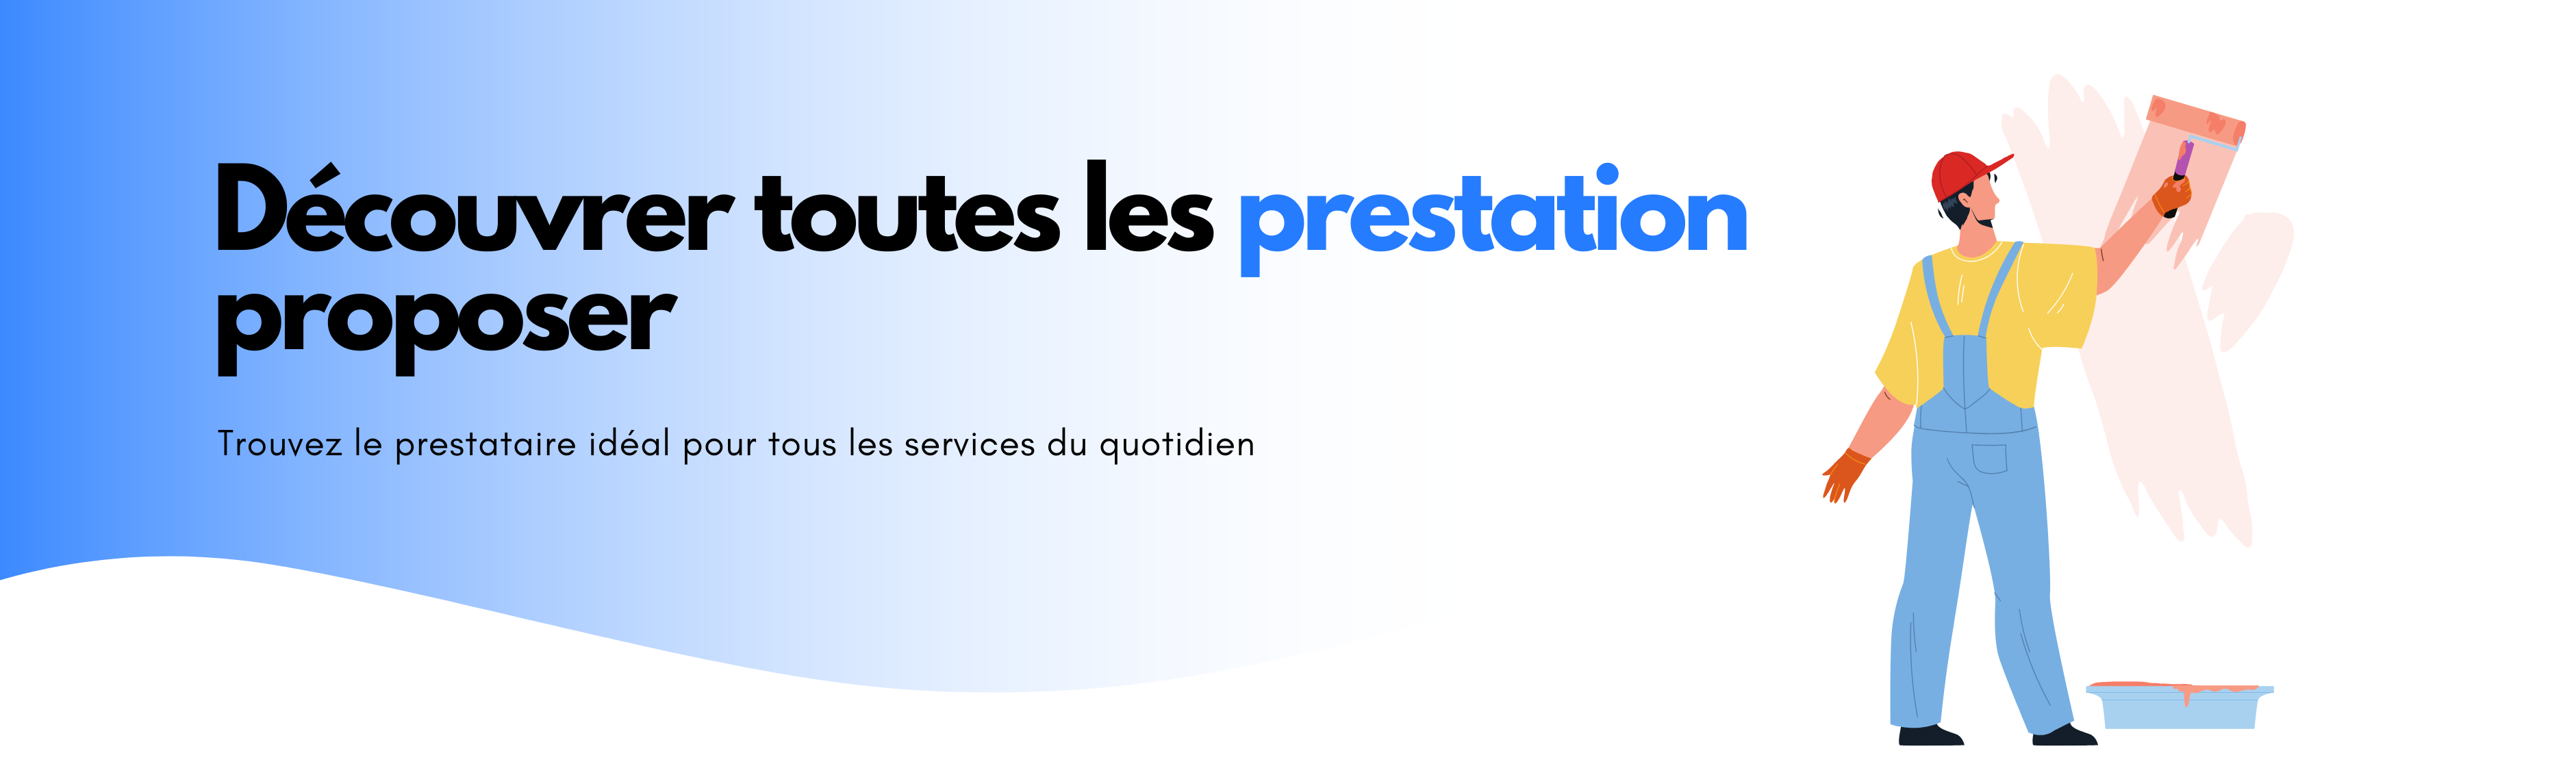 Découvrer toutes les prestation
proposer
Trouvez le prestataire idéal pour tous les services du quotidien